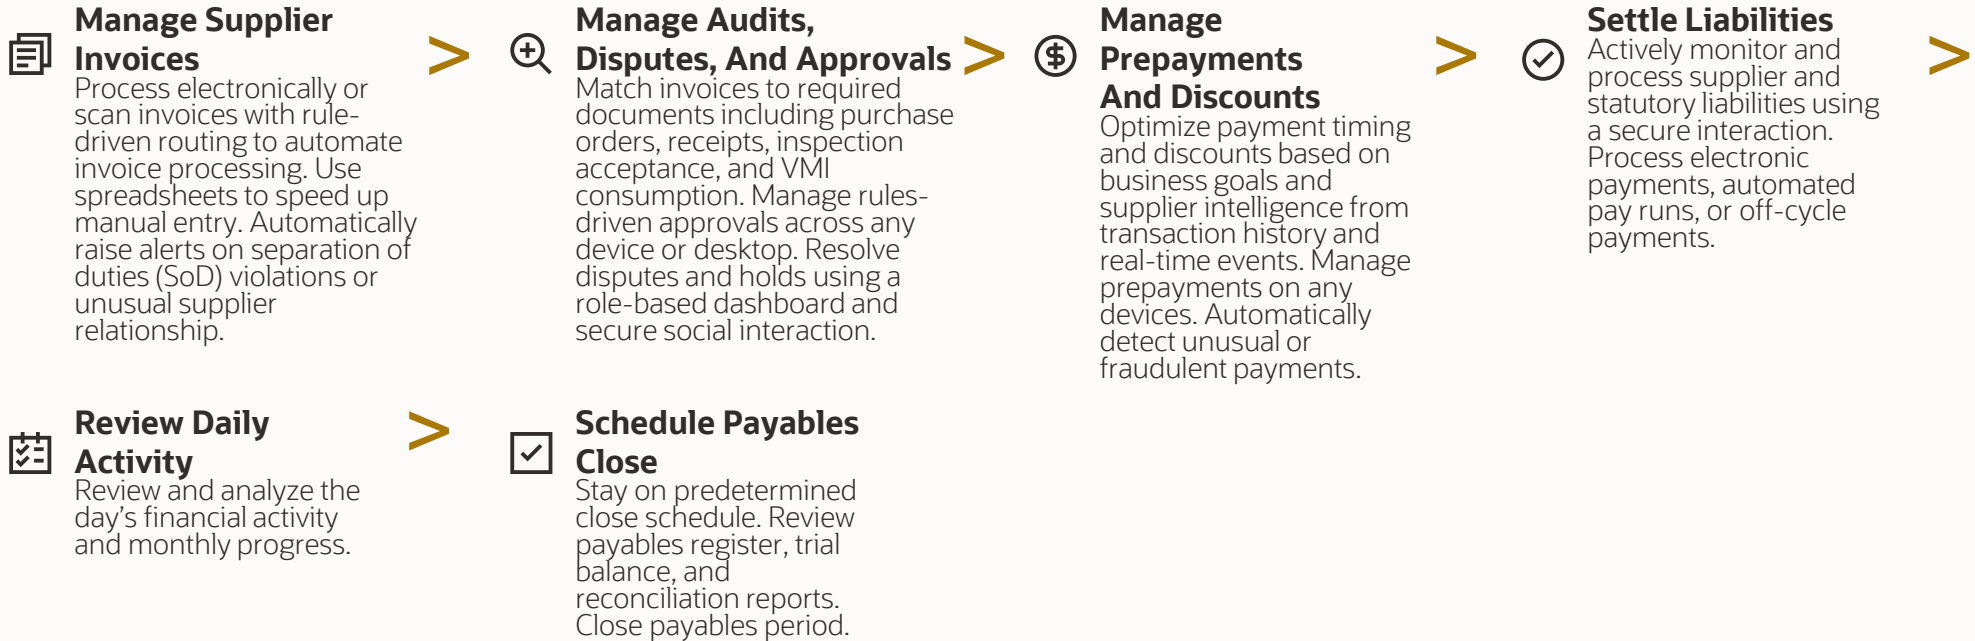 Manage Supplier
Invoices
Process electronically or
scan invoices with rule-
driven routing to automate
invoice processing. Use
spreadsheets to speed up
manual entry. Automatically
raise alerts on separation of
duties (SoD) violations or
unusual supplier
relationship.
>
Manage Audits,
Disputes, And Approvals
Match invoices to required
documents including purchase
orders, receipts, inspection
acceptance, and VMI
consumption. Manage rules-
driven approvals across any
device or desktop. Resolve
disputes and holds using a
role-based dashboard and
secure social interaction.
>
Manage
Prepayments
And Discounts
Optimize payment timing
and discounts based on
business goals and
supplier intelligence from
transaction history and
real-time events. Manage
prepayments on any
devices. Automatically
detect unusual or
fraudulent payments.
>
Settle Liabilities
Actively monitor and
process supplier and
statutory liabilities using
a secure interaction.
Process electronic
payments, automated
pay runs, or off-cycle
payments.
>
Review Daily
Activity
Review and analyze the
day’s financial activity
and monthly progress.
>
Schedule Payables
Close
Stay on predetermined
close schedule. Review
payables register, trial
balance, and
reconciliation reports.
Close payables period.